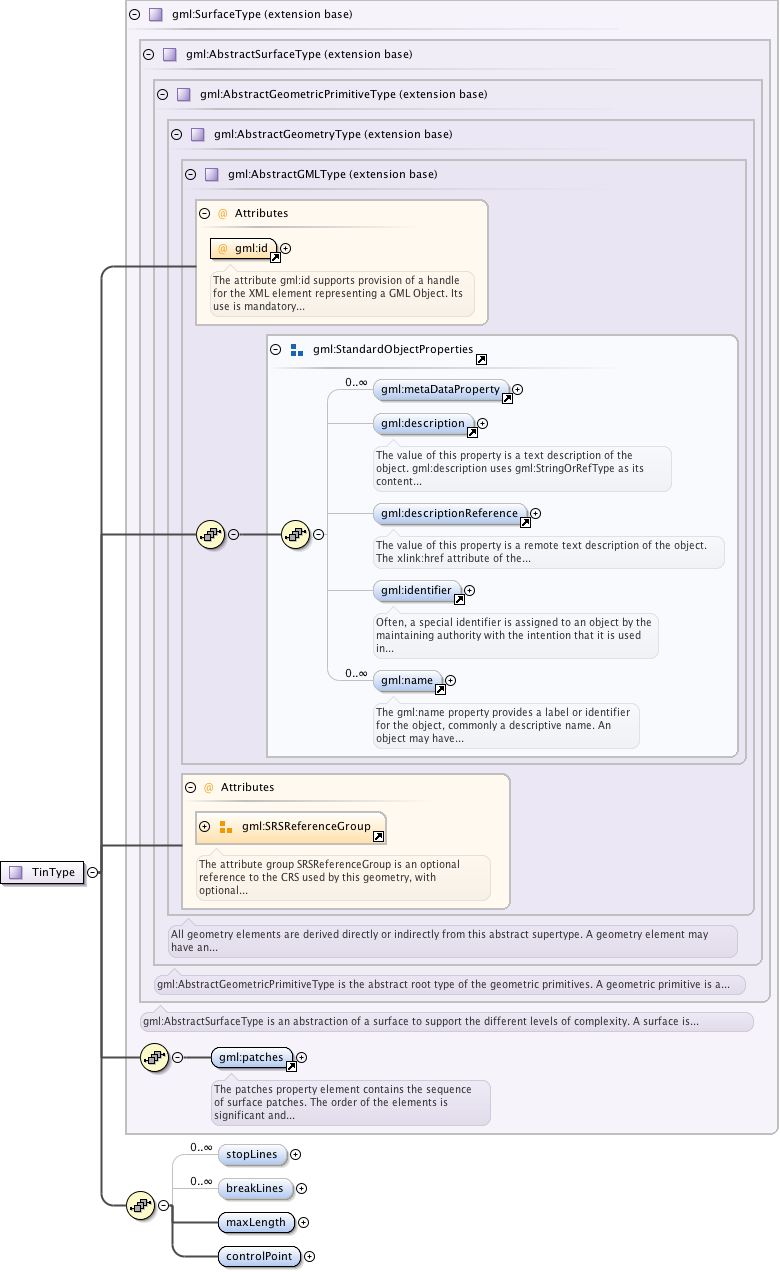 gml:SurfaceType (extension base)
gml:AbstractSurfaceType (extension base)
gml:AbstractGeometricPrimitiveType (extension base)
gml:AbstractGeometryType (extension base)
gml:AbstractGMLType (extension base)
@ Attributes
@ gml:id
The attribute gml:id supports provision of a handle
for the XML element representing a GML Object. Its
use is mandatory...
gml:StandardObjectProperties
0..∞
gml:metaDataProperty
gml:description
The value of this property is a text description of the
object. gml:description uses gml:StringOrRefType as its
content...
gml:descriptionReference
The value of this property is a remote text description of the object.
The xlink:href attribute of the...
gml:identifier
Often, a special identifier is assigned to an object by the
maintaining authority with the intention that it is used
in...
0..∞
gml:name
The gml:name property provides a label or identifier
for the object, commonly a descriptive name. An
object may have...
@ Attributes
gml:SRSReferenceGroup
The attribute group SRSReferenceGroup is an optional
reference to the CRS used by this geometry, with
optional...
TinType
All geometry elements are derived directly or indirectly from this abstract supertype. A geometry element may
have an...
gml:AbstractGeometricPrimitiveType is the abstract root type of the geometric primitives. A geometric primitive is a...
gml:AbstractSurfaceType is an abstraction of a surface to support the different levels of complexity. A surface is...
gml:patches
The patches property element contains the sequence
of surface patches. The order of the elements is
significant and...
0..∞
stopLines
0..∞
breakLines
maxLength
controlPoint